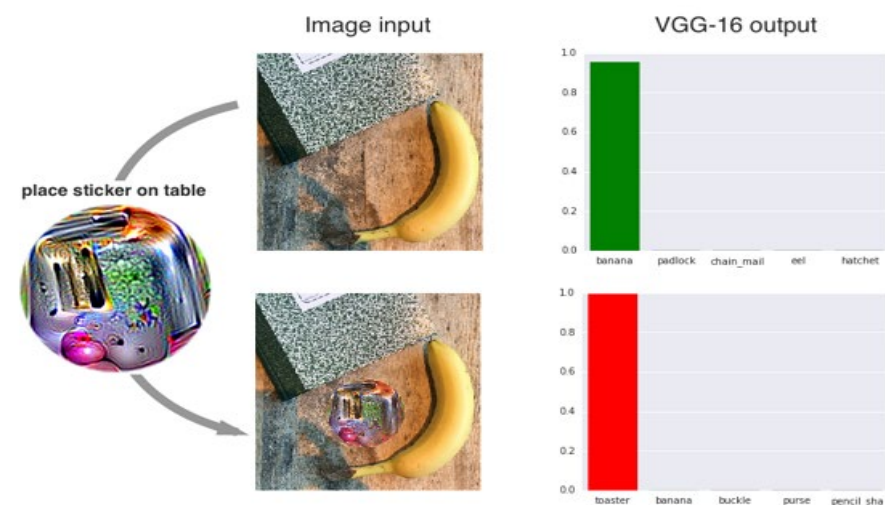 Image input
VGG-16 output
place sticker on table
1.0
0.8
0.6
0.4
0.2
0.0
banana padlock chain_mail eel hatchet
1.0
0.8
0.6
0.4
0.2
0.0
toaster banana buckle purse pencil_sha